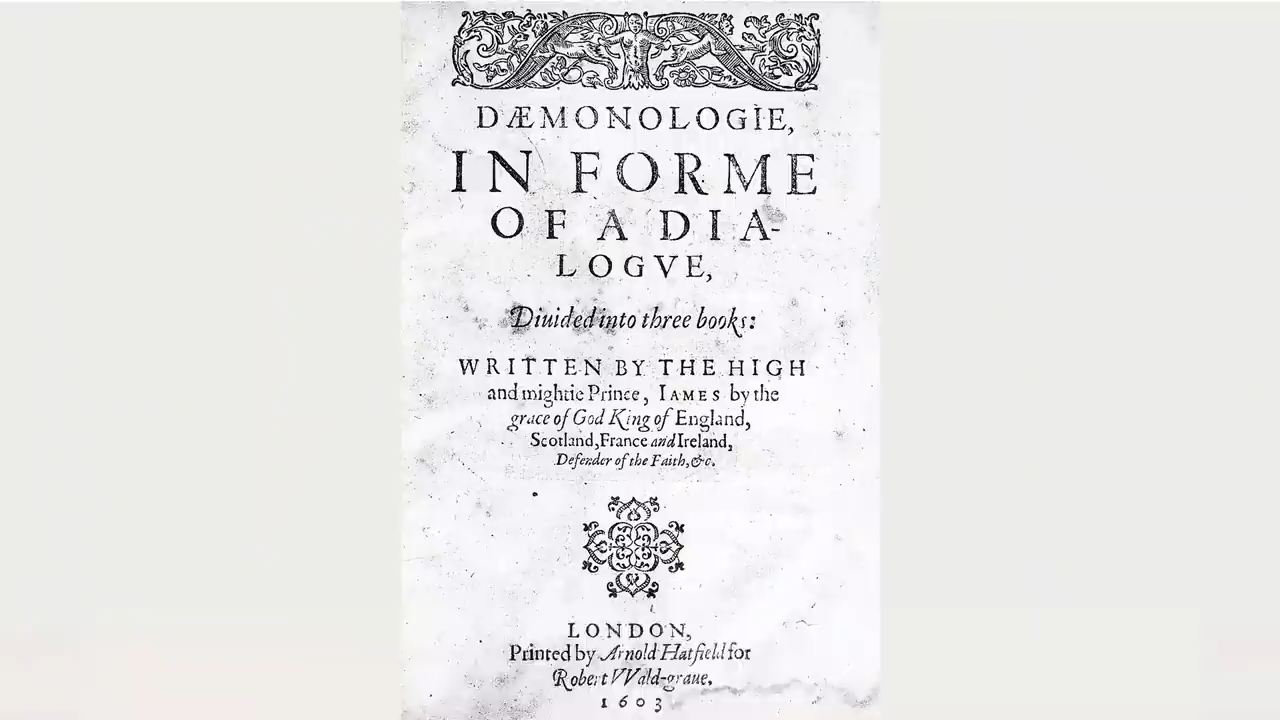 DÆMONOLOGIE,
IN FORME
OF A DIA-
LOGVE,
Diuided into three books:
WRITTEN BY THE HIGH
and mightie Prince, IAMES by the
grace of God King of England,
Scotland, France and Ireland,
Defender of the Faith, &c.
LONDON,
Printed by Arnold Hatfield for
Robert VVald-graue.
1603